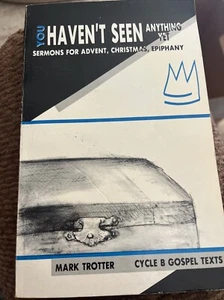 YOU HAVEN'T SEEN ANYTHING YET
SERMONS FOR ADVENT, CHRISTMAS, EPIPHANY
MARK TROTTER CYCLE B GOSPEL TEXTS